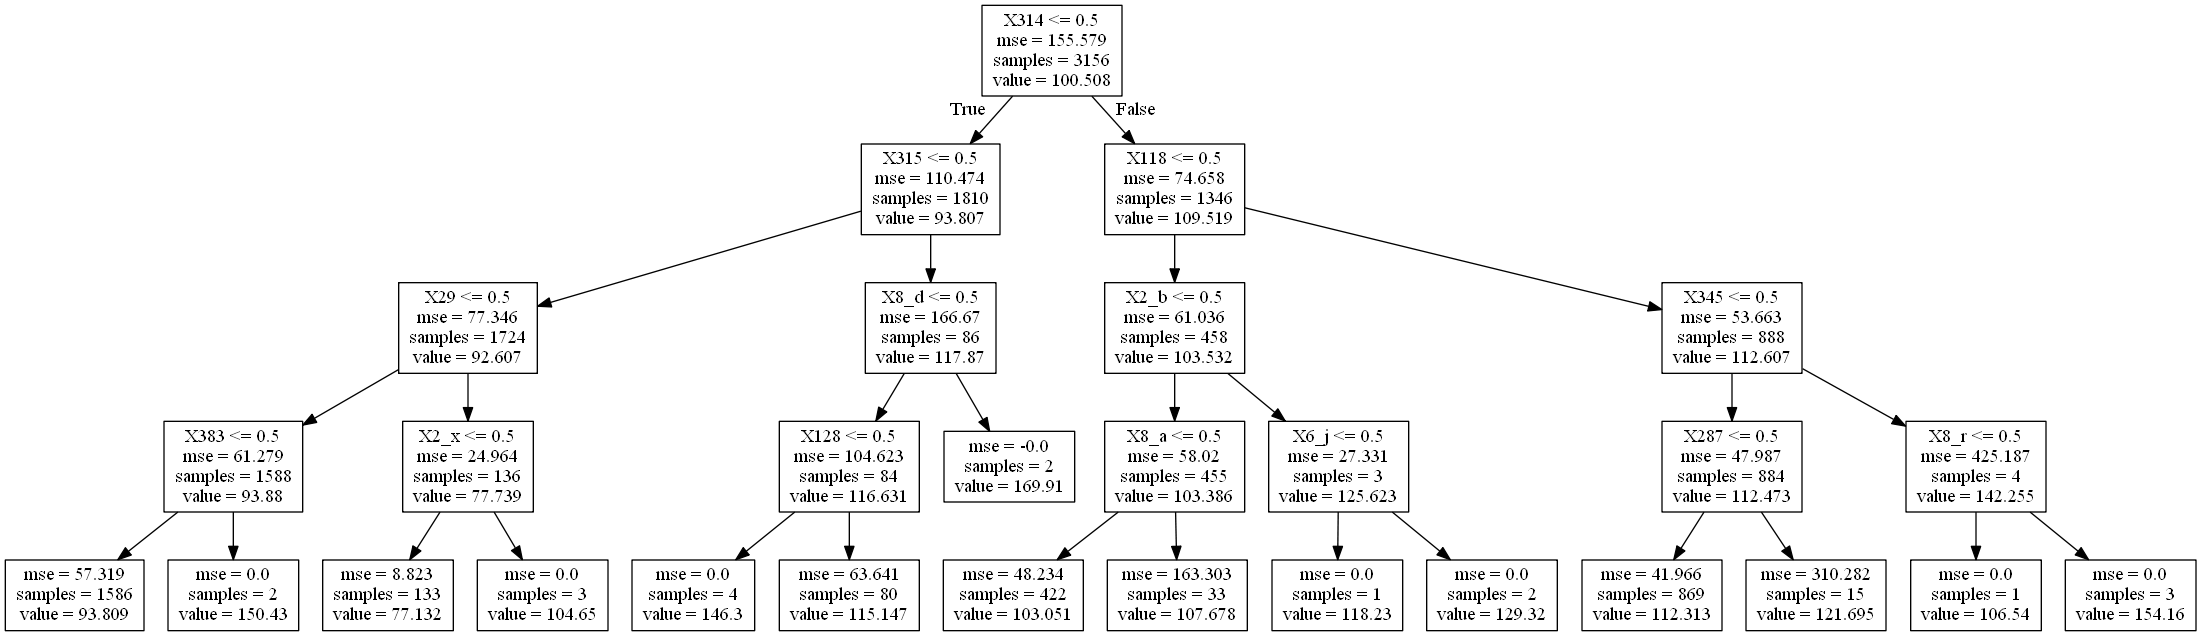 X314 <= 0.5
mse = 155.579
samples = 3156
value = 100.508
True
False
X315 <= 0.5
mse = 110.474
samples = 1810
value = 93.807
X118 <= 0.5
mse = 74.658
samples = 1346
value = 109.519
X29 <= 0.5
mse = 77.346
samples = 1724
value = 92.607
X8_d <= 0.5
mse = 166.67
samples = 86
value = 117.87
X2_b <= 0.5
mse = 61.036
samples = 458
value = 103.532
X345 <= 0.5
mse = 53.663
samples = 888
value = 112.607
X383 <= 0.5
mse = 61.279
samples = 1588
value = 93.88
X2_x <= 0.5
mse = 24.964
samples = 136
value = 77.739
X128 <= 0.5
mse = 104.623
samples = 84
value = 116.631
mse = -0.0
samples = 2
value = 169.91
X8_a <= 0.5
mse = 58.02
samples = 455
value = 103.386
X6_j <= 0.5
mse = 27.331
samples = 3
value = 125.623
X287 <= 0.5
mse = 47.987
samples = 884
value = 112.473
X8_r <= 0.5
mse = 425.187
samples = 4
value = 142.255
mse = 57.319
samples = 1586
value = 93.809
mse = 0.0
samples = 2
value = 150.43
mse = 8.823
samples = 133
value = 77.132
mse = 0.0
samples = 3
value = 104.65
mse = 0.0
samples = 4
value = 146.3
mse = 63.641
samples = 80
value = 115.147
mse = 48.234
samples = 422
value = 103.051
mse = 163.303
samples = 33
value = 107.678
mse = 0.0
samples = 1
value = 118.23
mse = 0.0
samples = 2
value = 129.32
mse = 41.966
samples = 869
value = 112.313
mse = 310.282
samples = 15
value = 121.695
mse = 0.0
samples = 1
value = 106.54
mse = 0.0
samples = 3
value = 154.16